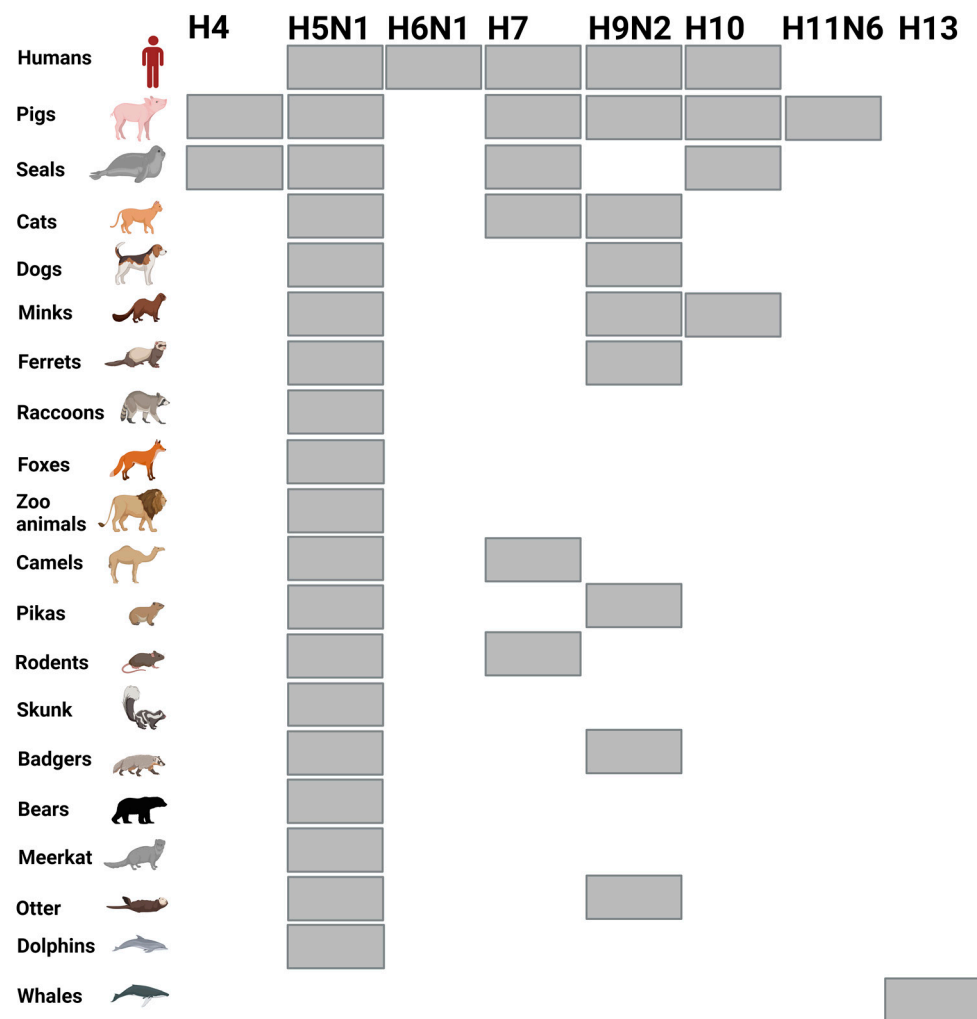 H4 H5N1 H6N1 H7 H9N2 H10 H11N6 H13
Humans
Pigs
Seals
Cats
Dogs
Minks
Ferrets
Raccoons
Foxes
Zoo
animals
Camels
Pikas
Rodents
Skunk
Badgers
Bears
Meerkat
Otter
Dolphins
Whales